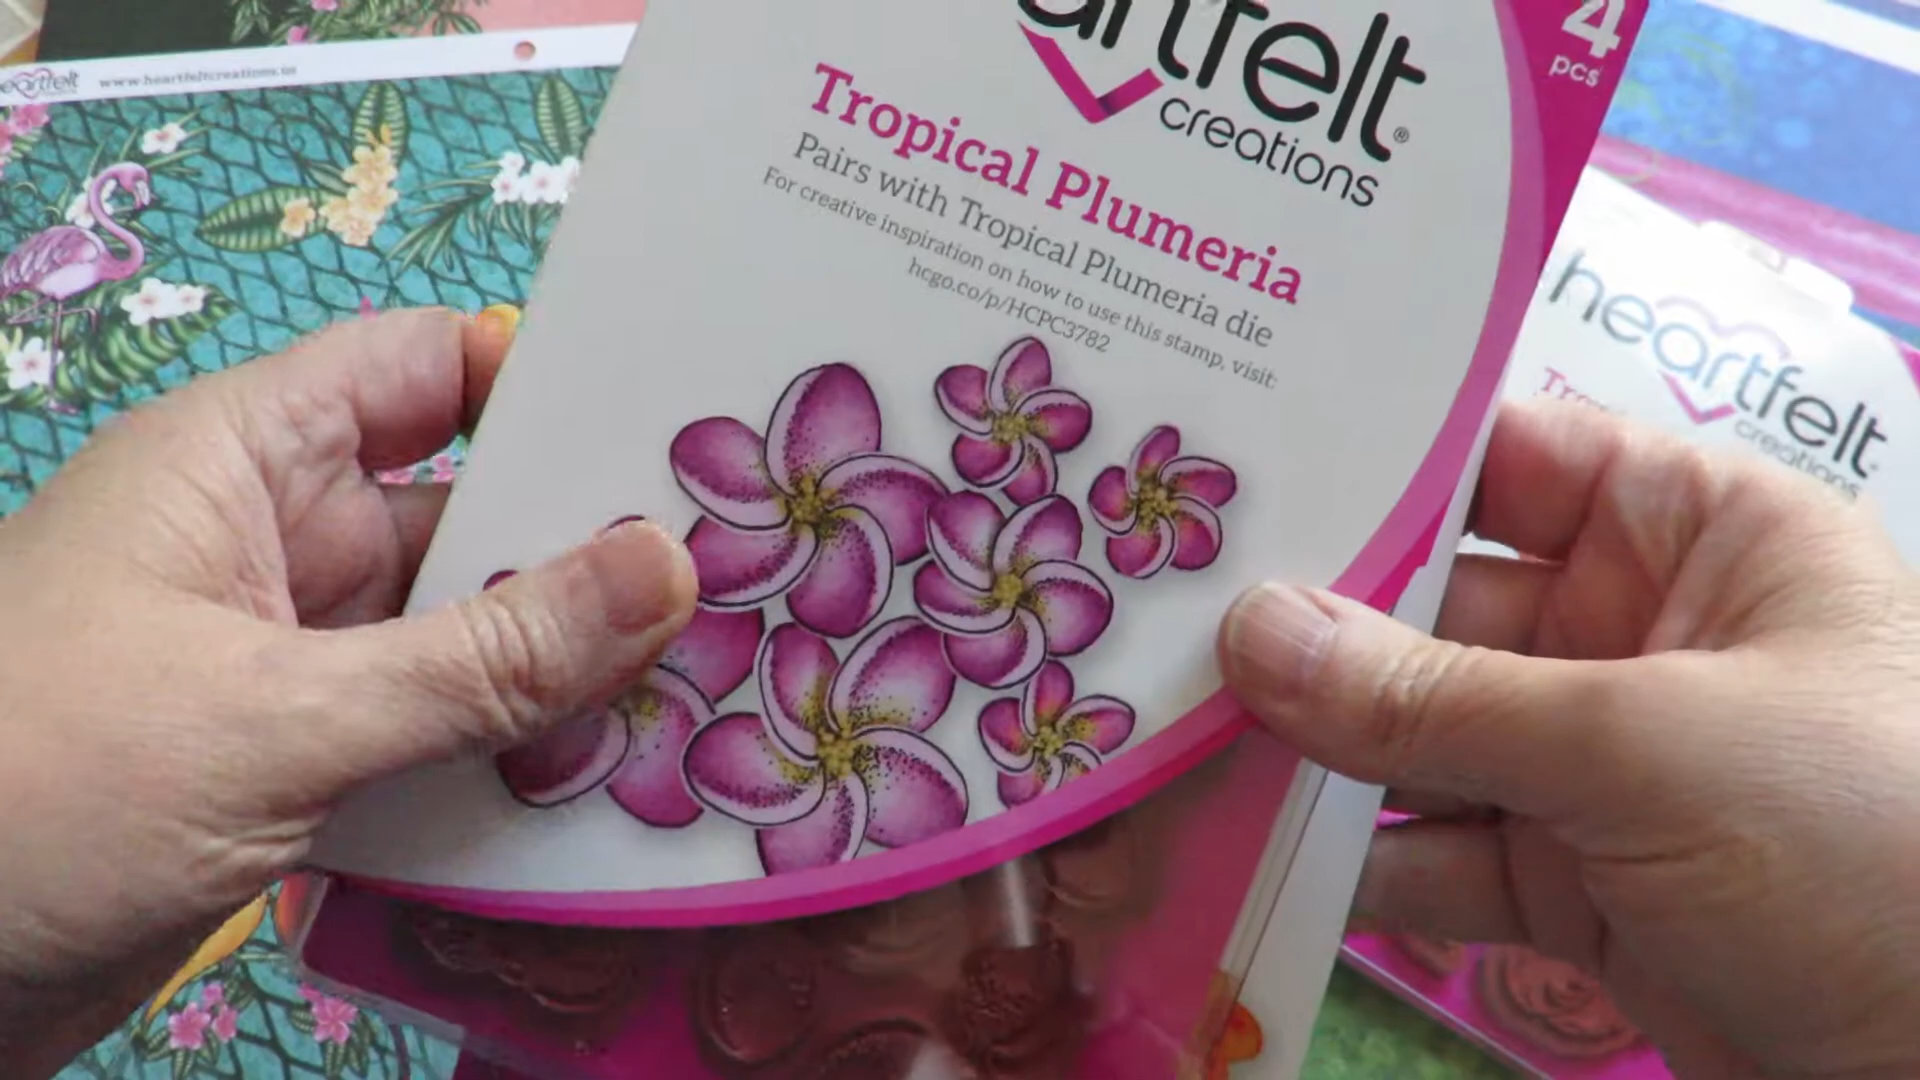 artfelt®
creations
4
pcs
Tropical Plumeria
Pairs with Tropical Plumeria die
For creative inspiration on how to use this stamp, visit:
hcgo.co/p/HCPC3782
eartfelt
www.heartfeltcreations.us
heartfelt
creations